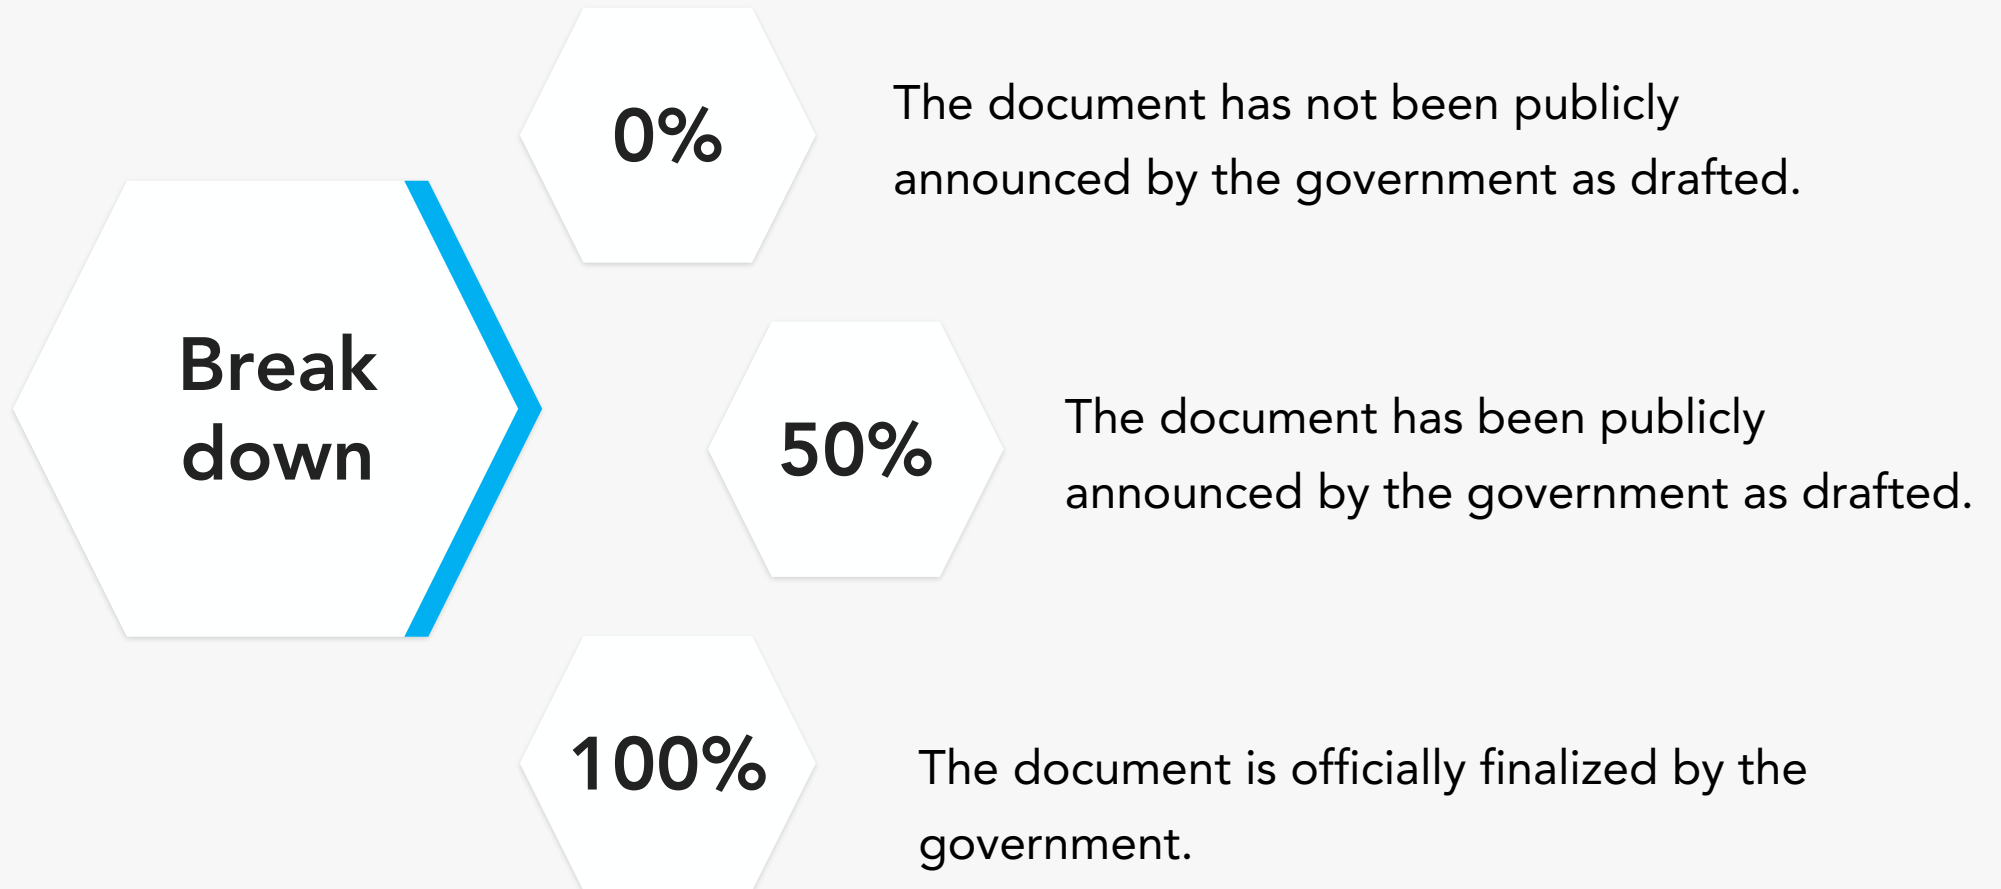 Break
down
0%
The document has not been publicly
announced by the government as drafted.
50%
The document has been publicly
announced by the government as drafted.
100%
The document is officially finalized by the
government.